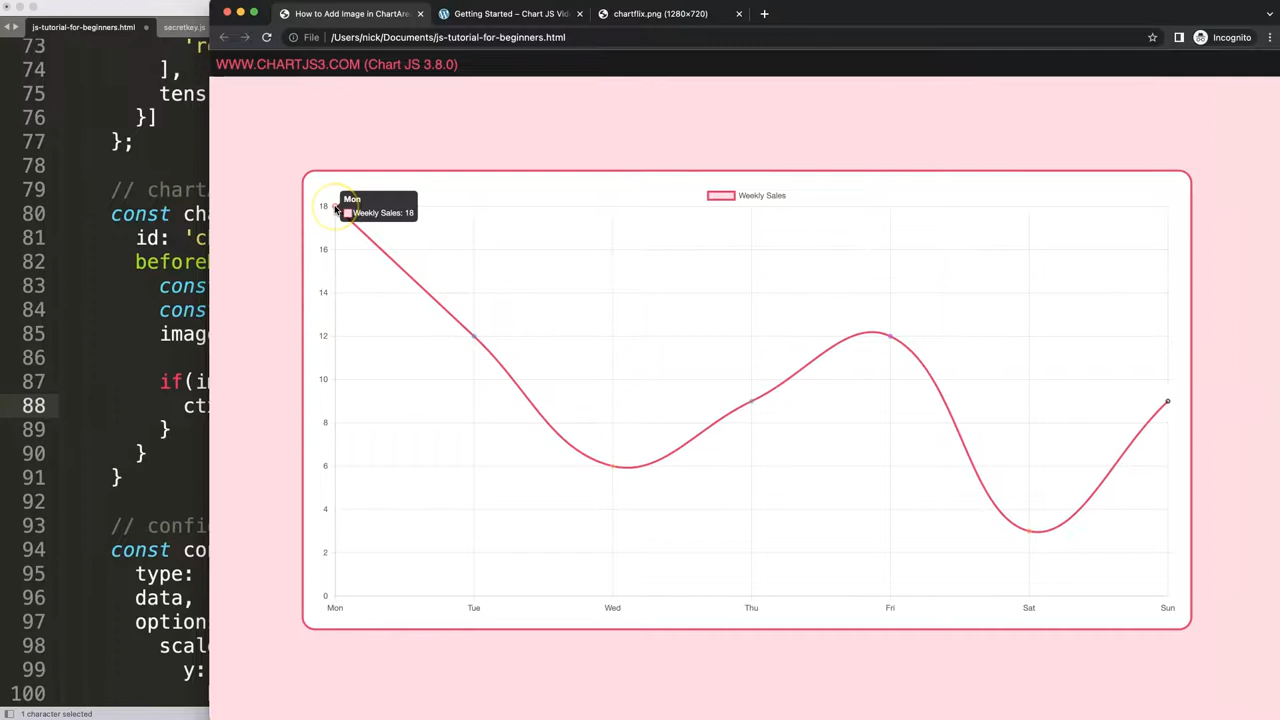 js-tutorial-for-beginners.html
secretkey.js
73 're
74 ],
75 tens
76 }]
77 };
78
79 // chart
80 const ch
81 id: 'c
82 before
83 cons
84 cons
85 imag
86
87 if(i
88 ct
89 }
90 }
91 }
92
93 // confi
94 const co
95 type:
96 data,
97 option
98 scale
99 y:
100
1 character selected
How to Add Image in ChartAre
Getting Started – Chart JS Vid
chartflix.png (1280×720)
File /Users/nick/Documents/js-tutorial-for-beginners.html
Incognito
WWW.CHARTJS3.COM (Chart JS 3.8.0)
Weekly Sales
Mon
Weekly Sales: 18
18
16
14
12
10
8
6
4
2
0
Mon Tue Wed Thu Fri Sat Sun